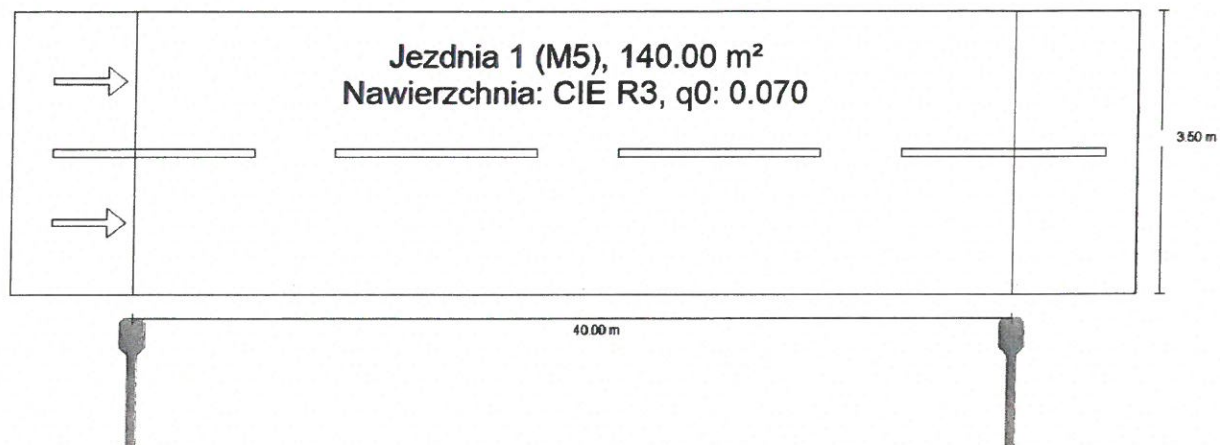 Jezdnia 1 (M5), 140.00 m²
Nawierzchnia: CIE R3, q0: 0.070
3.50 m
40.00 m